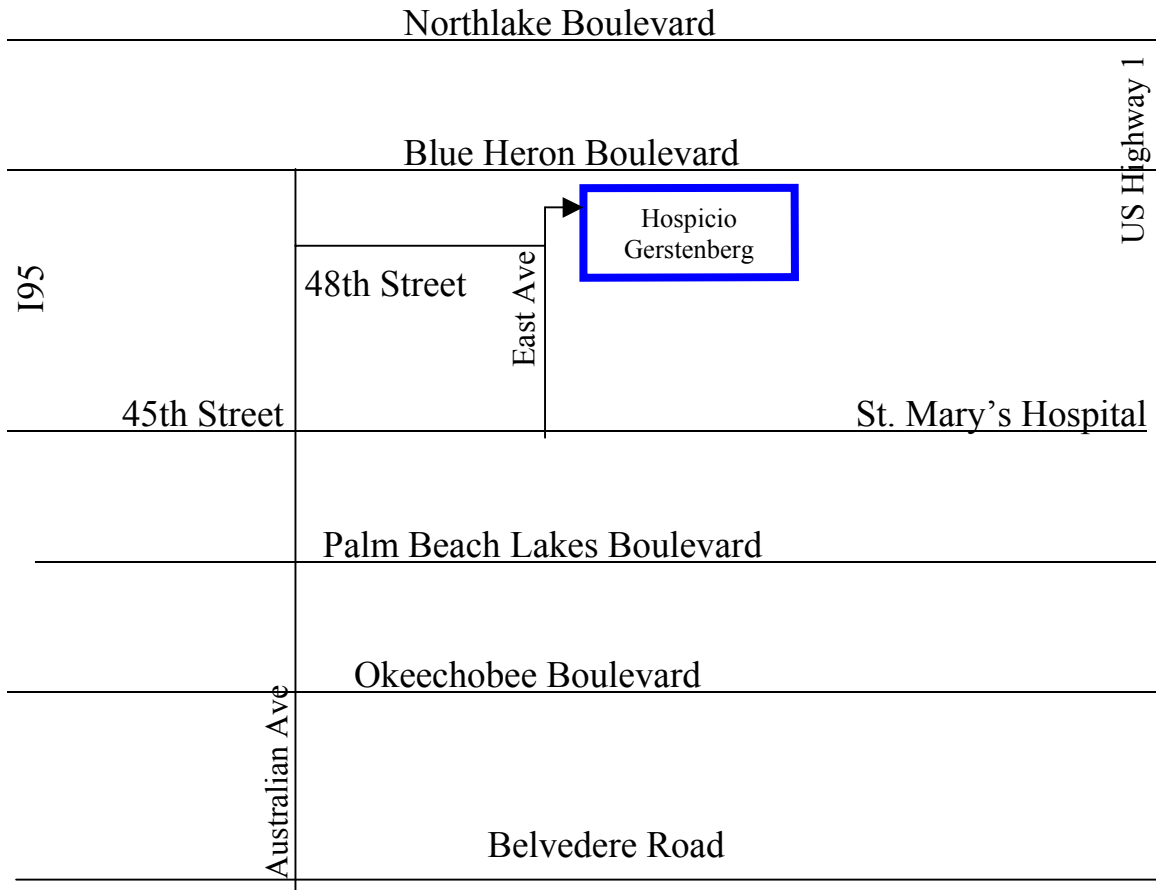 Northlake Boulevard
US Highway 1
Blue Heron Boulevard
Hospicio
Gerstenberg
I95
48th Street
East Ave
45th Street
St. Mary’s Hospital
Palm Beach Lakes Boulevard
Okeechobee Boulevard
Australian Ave
Belvedere Road